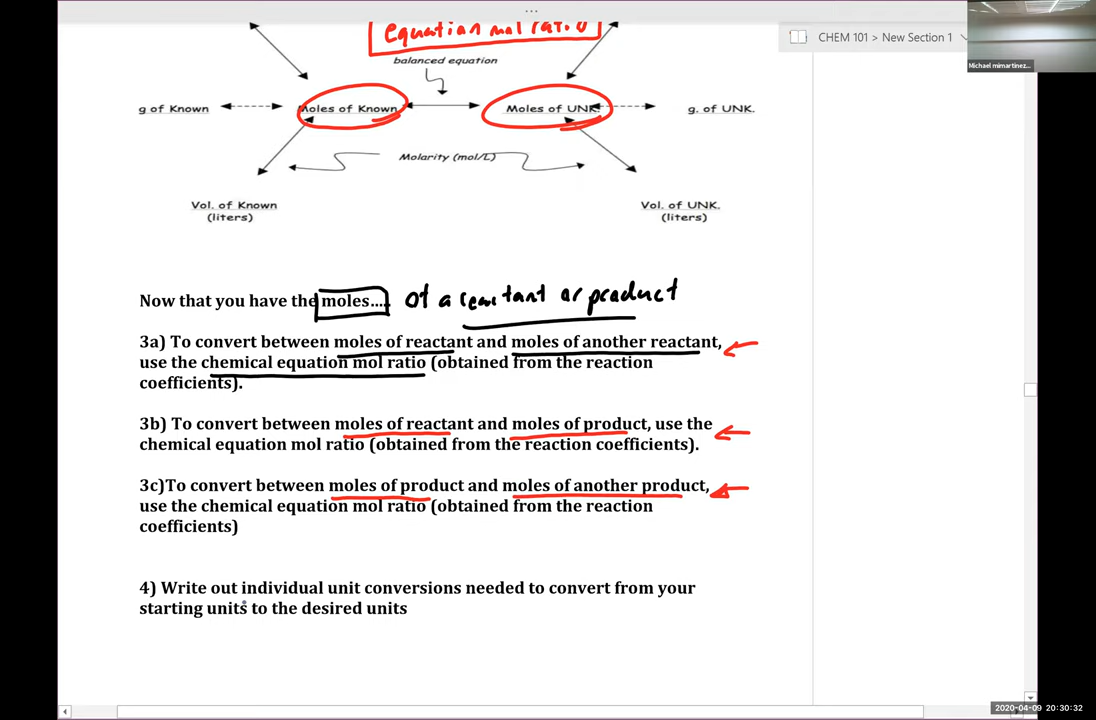 ...
CHEM 101 > New Section 1
Michael mimartinez...
equation mol ratio
balanced equation
g of Known
Moles of Known
Moles of UNK.
g. of UNK.
Molarity (mol/L)
Vol. of Known
(liters)
Vol. of UNK.
(liters)
Now that you have the moles.... of a reactant or product
3a) To convert between moles of reactant and moles of another reactant,
use the chemical equation mol ratio (obtained from the reaction
coefficients).
3b) To convert between moles of reactant and moles of product, use the
chemical equation mol ratio (obtained from the reaction coefficients).
3c)To convert between moles of product and moles of another product,
use the chemical equation mol ratio (obtained from the reaction
coefficients)
4) Write out individual unit conversions needed to convert from your
starting units to the desired units
2020-04-09 20:30:32